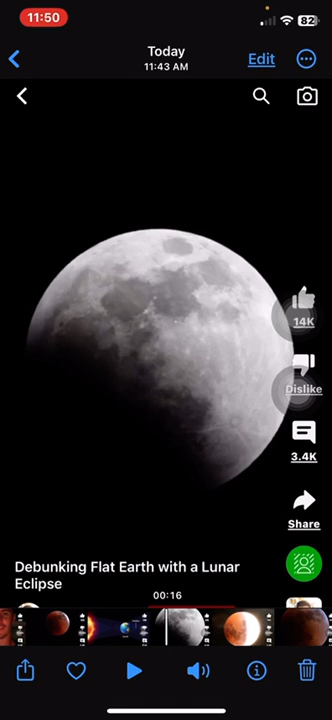 11:50
82
Today
11:43 AM
Edit
14K
Dislike
3.4K
Share
Debunking Flat Earth with a Lunar
Eclipse
00:16